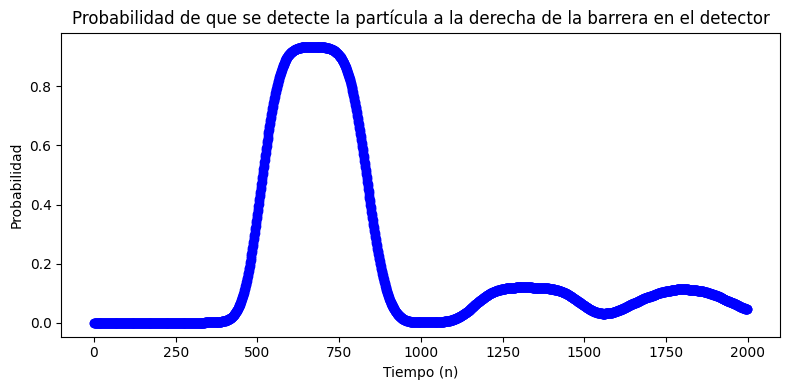 Probabilidad de que se detecte la partícula a la derecha de la barrera en el detector
Probabilidad
0.8
0.6
0.4
0.2
0.0
0 250 500 750 1000 1250 1500 1750 2000
Tiempo (n)